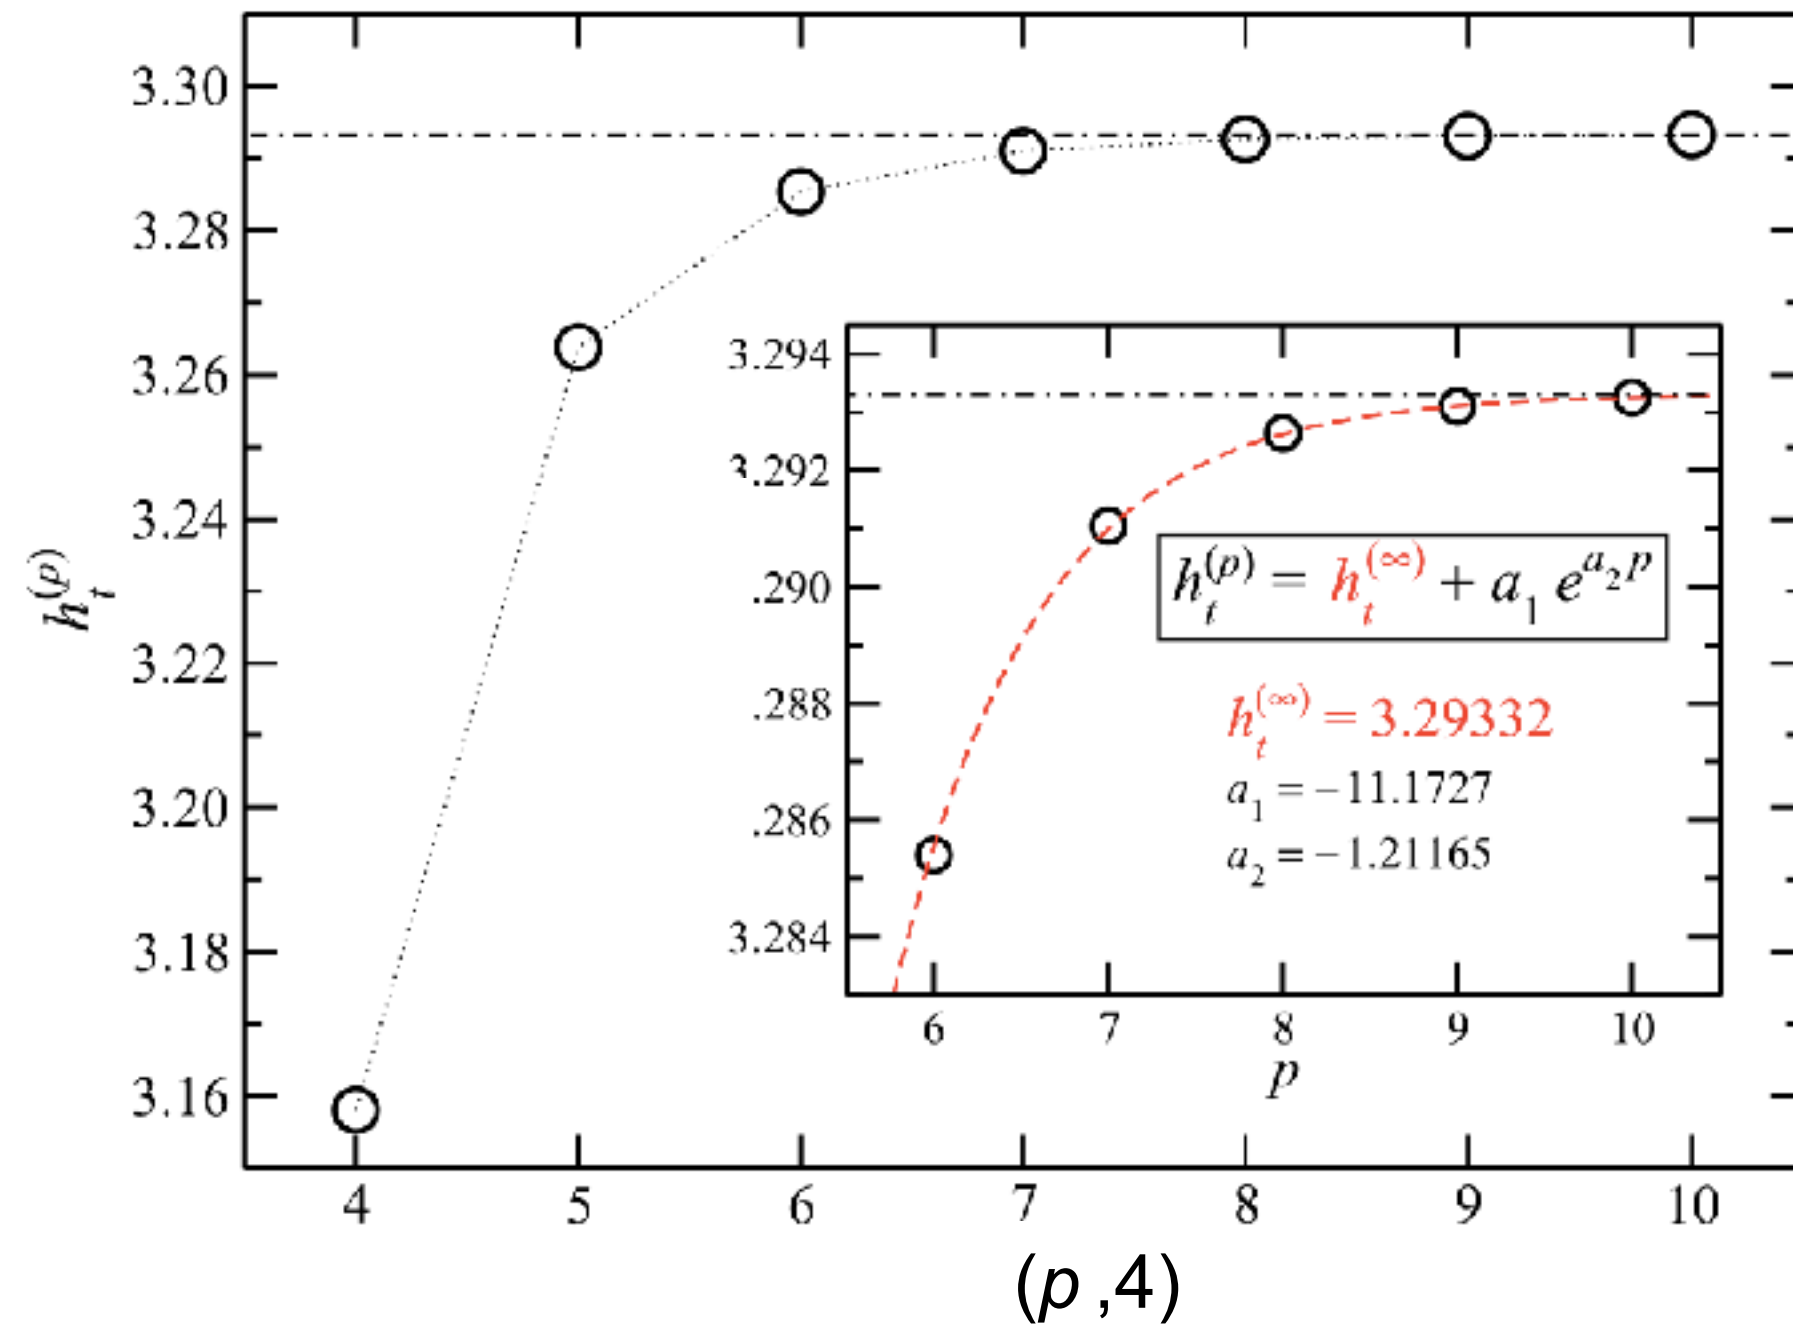 3.30
3.28
3.26
3.24
3.22
3.20
3.18
3.16
h_t^(p)
4 5 6 7 8 9 10
(p ,4)
3.294
3.292
.290
.288
.286
3.284
6 7 8 9 10
p
h_t^(p) = h_t^(∞) + a_1 e^{a_2 p}
h_t^(∞) = 3.29332
a_1 = −11.1727
a_2 = −1.21165